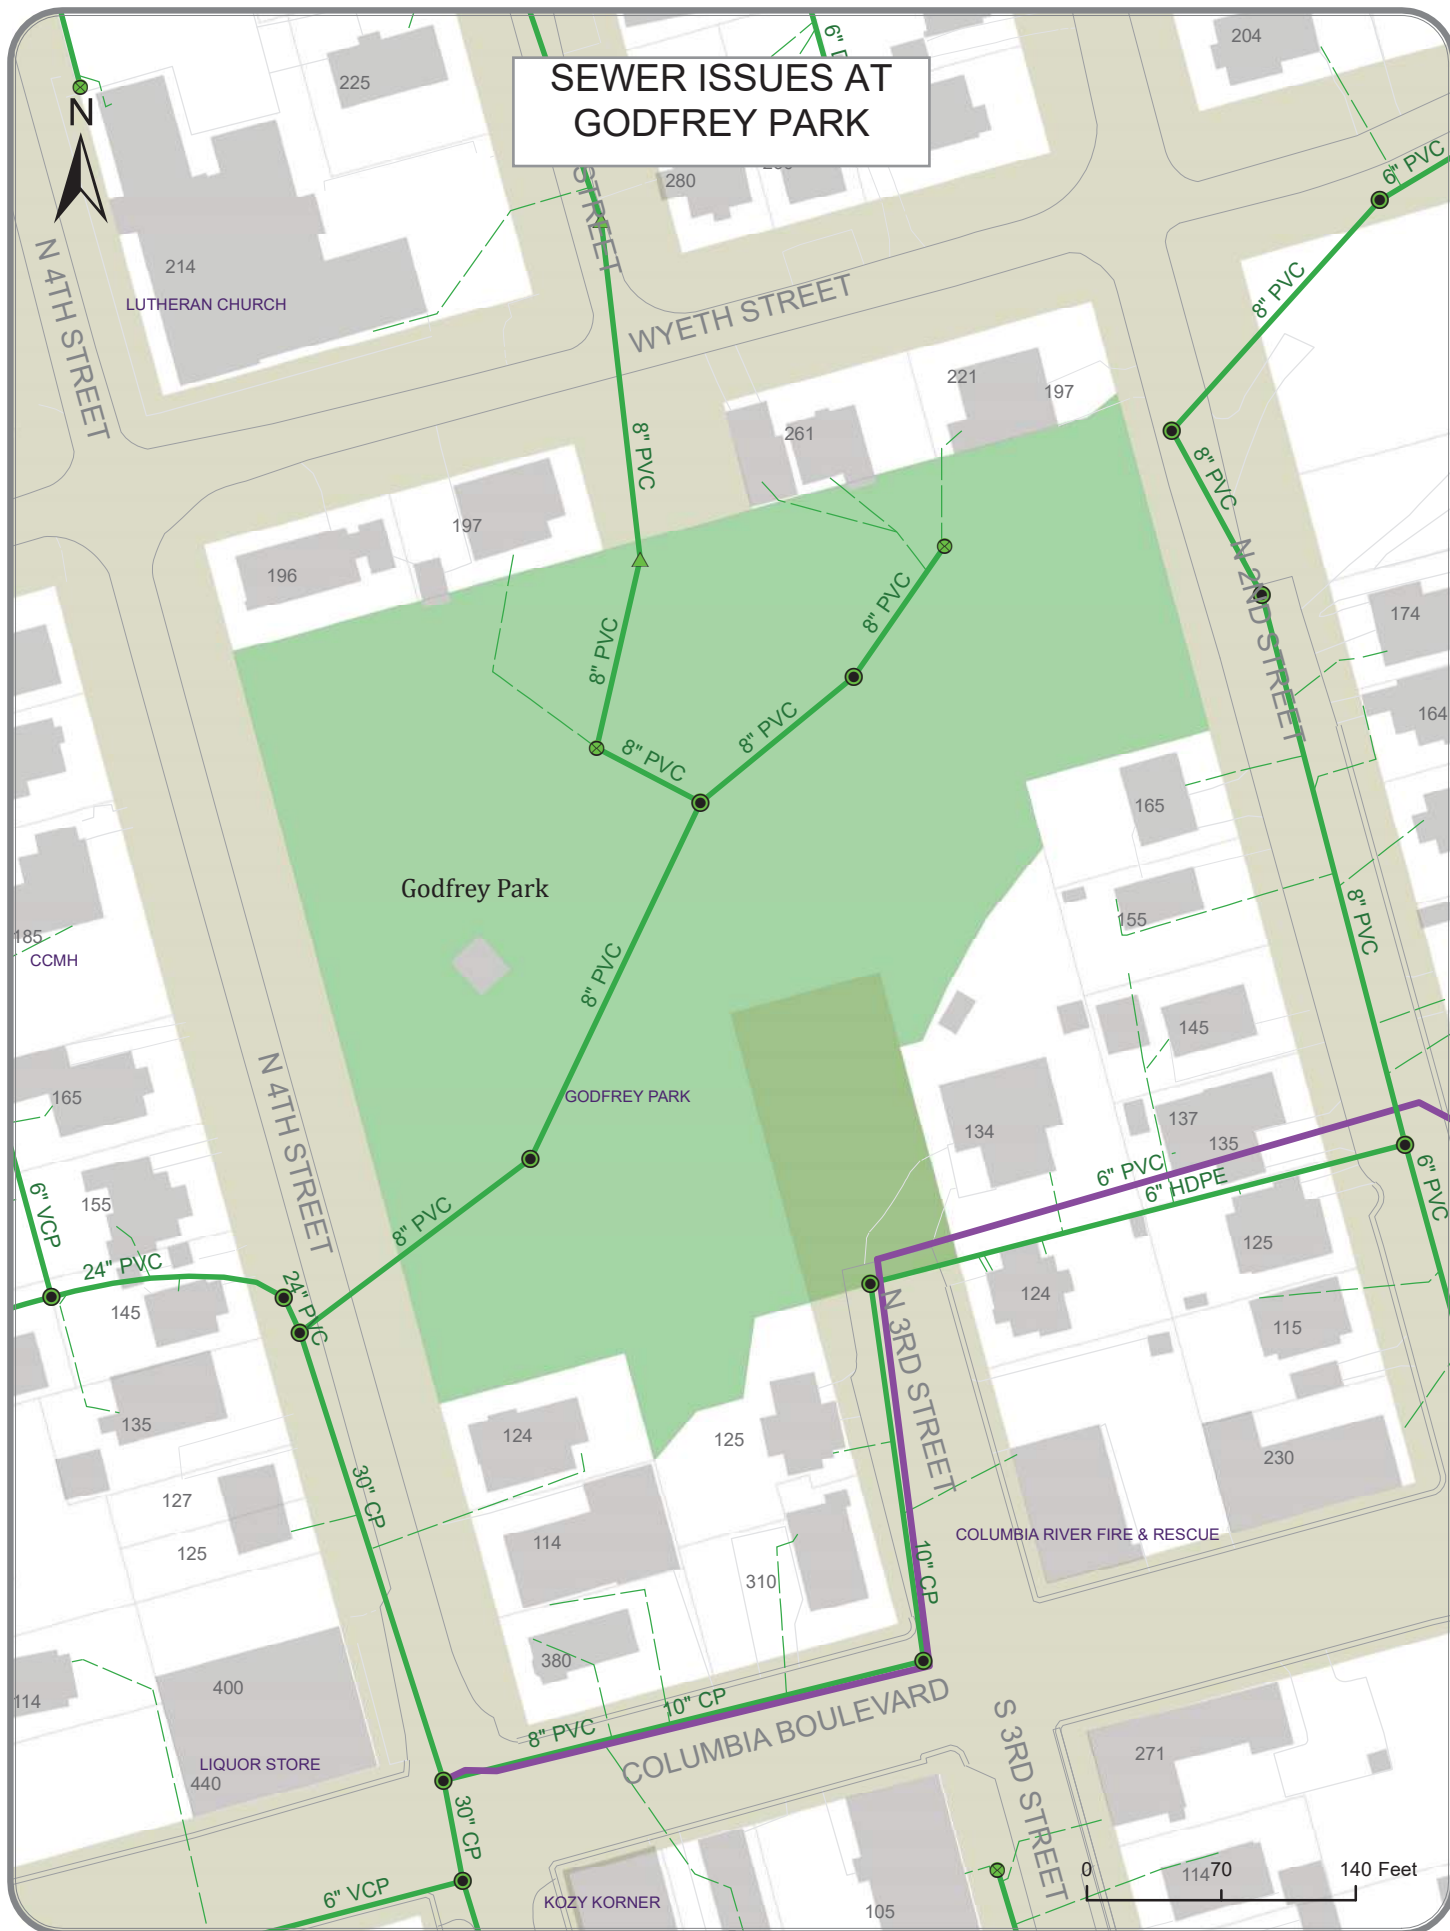 SEWER ISSUES AT
GODFREY PARK
N
225
204
280
6" PVC
STREET
214
LUTHERAN CHURCH
N 4TH STREET
WYETH STREET
8" PVC
221
197
261
8" PVC
8" PVC
197
196
8" PVC
8" PVC
N 2ND STREET
174
164
8" PVC
8" PVC
165
Godfrey Park
185
CCMH
155
8" PVC
8" PVC
145
N 4TH STREET
165
GODFREY PARK
134
137
135
6" PVC
6" HDPE
6" PVC
155
6" VCP
8" PVC
24" PVC
24" PVC
145
125
124
115
N 3RD STREET
135
124
125
230
30" CP
127
125
114
310
10" CP
COLUMBIA RIVER FIRE & RESCUE
380
114
400
10" CP
8" PVC
COLUMBIA BOULEVARD
LIQUOR STORE
440
S 3RD STREET
271
30" CP
6" VCP
KOZY KORNER
105
114
0 70 140 Feet